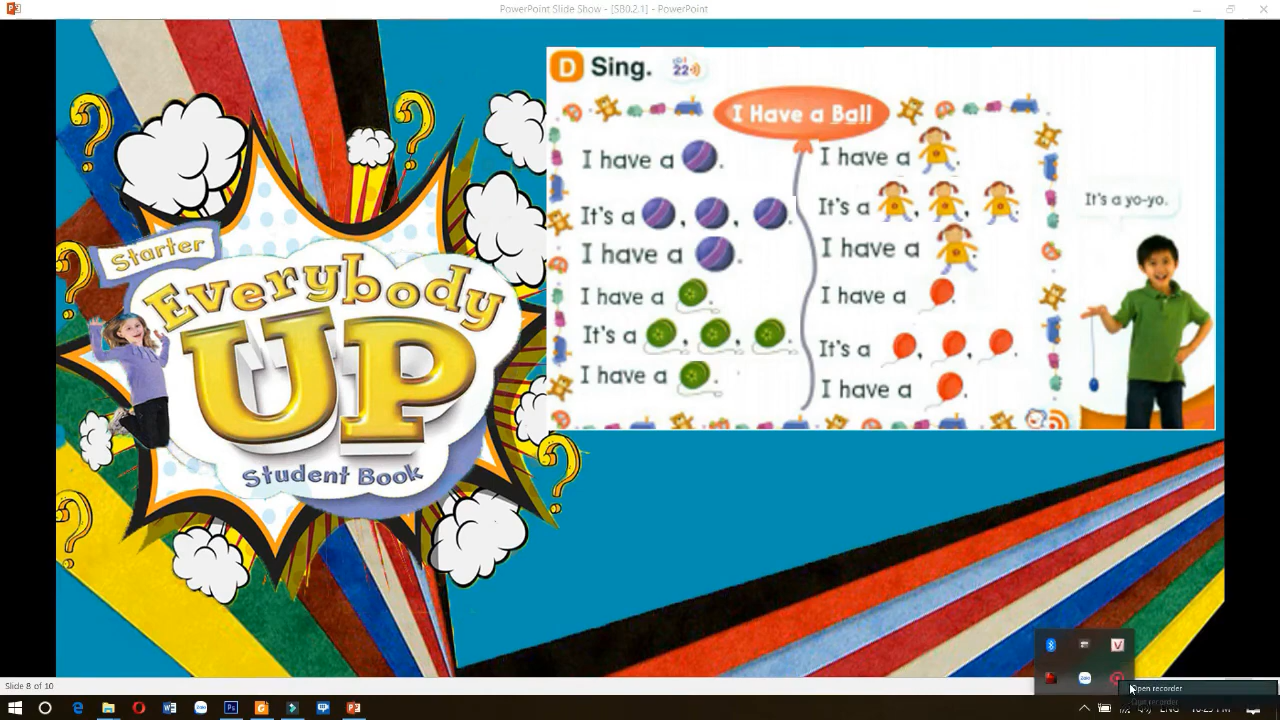 PowerPoint Slide Show - [SB0.2.1] - PowerPoint
Starter
Everybody
UP
Student Book
D Sing. 22
I Have a Ball
I have a .
It's a , , .
I have a .
I have a .
It's a , , .
I have a .
I have a .
It's a , , .
I have a .
I have a .
It's a , , .
I have a .
It's a yo-yo.
Slide 8 of 10
Open recorder
Quit recorder
ENG